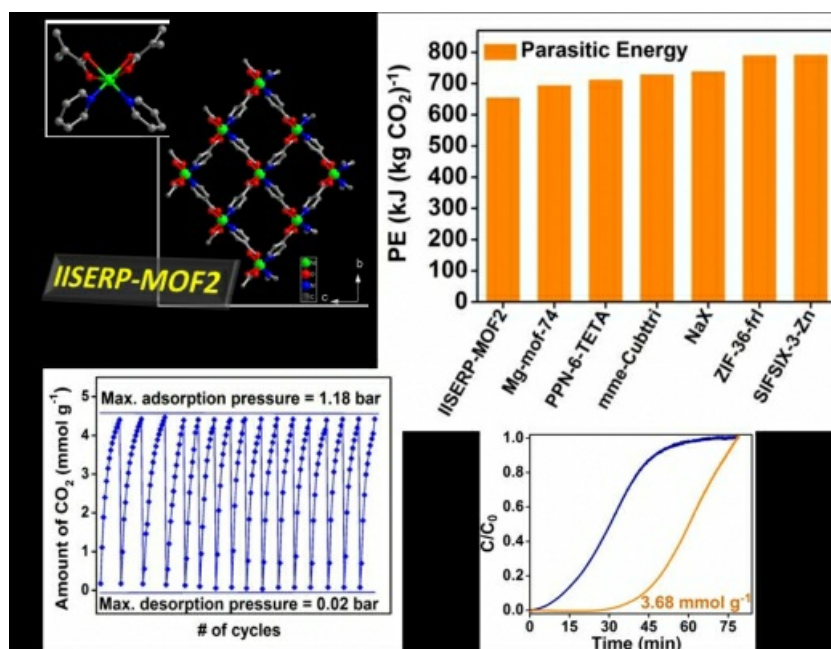 IISERP-MOF2
c
b
PE (kJ (kg CO2)-1)
800
700
600
500
400
300
200
100
0
Parasitic Energy
IISERP-MOF2
Mg-mof-74
PPN-6-TETA
mme-Cubttri
NaX
ZIF-36-frl
SIFSIX-3-Zn
Amount of CO2 (mmol g-1)
5
4
3
2
1
0
Max. adsorption pressure = 1.18 bar
Max. desorption pressure = 0.02 bar
# of cycles
C/C0
1.0
0.8
0.6
0.4
0.2
0.0
3.68 mmol g-1
0
15
30
45
60
75
Time (min)